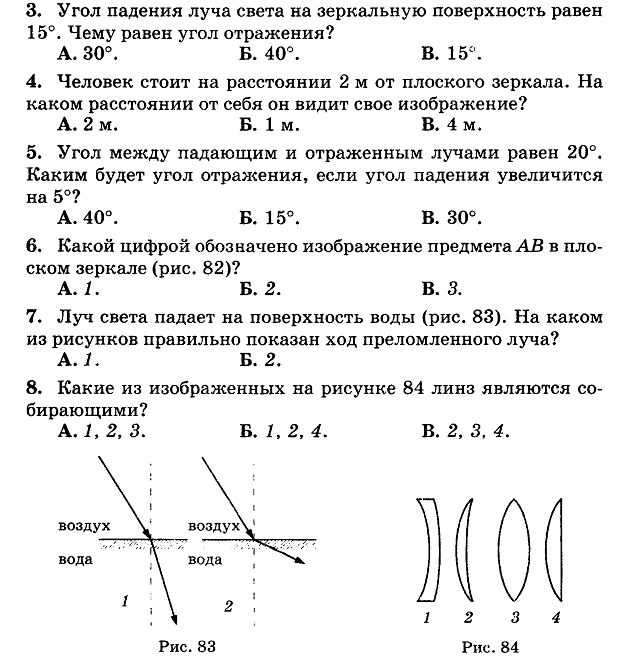 3. Угол падения луча света на зеркальную поверхность равен
15°. Чему равен угол отражения?
А. 30°. Б. 40°. В. 15°.
4. Человек стоит на расстоянии 2 м от плоского зеркала. На
каком расстоянии от себя он видит свое изображение?
А. 2 м. Б. 1 м. В. 4 м.
5. Угол между падающим и отраженным лучами равен 20°.
Каким будет угол отражения, если угол падения увеличится
на 5°?
А. 40°. Б. 15°. В. 30°.
6. Какой цифрой обозначено изображение предмета АВ в пло-
ском зеркале (рис. 82)?
А. 1. Б. 2. В. 3.
7. Луч света падает на поверхность воды (рис. 83). На каком
из рисунков правильно показан ход преломленного луча?
А. 1. Б. 2.
8. Какие из изображенных на рисунке 84 линз являются со-
бирающими?
А. 1, 2, 3. Б. 1, 2, 4. В. 2, 3, 4.
воздух воздух
вода вода
1 2
Рис. 83
1 2 3 4
Рис. 84